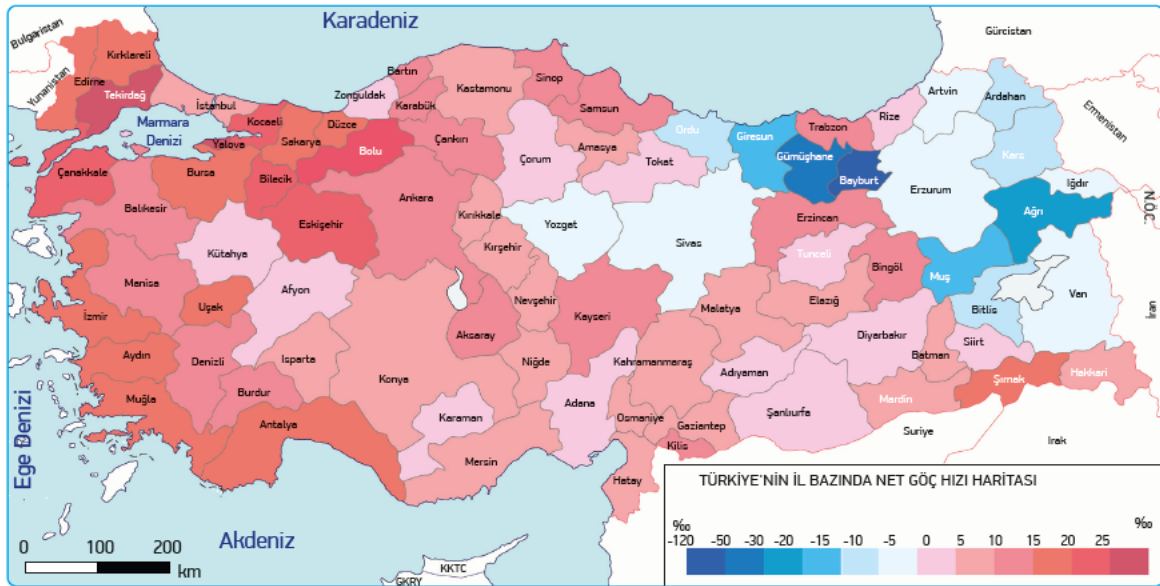 Karadeniz
Bulgaristan
Gürcistan
Kırklareli
Yunanistan
Edirne
Tekirdağ
İstanbul
Marmara
Denizi
Kocaeli
Yalova
Sakarya
Düzce
Zonguldak
Bartın
Karabük
Kastamonu
Sinop
Samsun
Çankırı
Bolu
Amasya
Çorum
Tokat
Ordu
Giresun
Trabzon
Rize
Artvin
Ardahan
Ermenistan
Kars
Gümüşhane
Bayburt
Erzurum
Iğdır
N.Ö.C.
Ağrı
Çanakkale
Bursa
Bilecik
Balıkesir
Eskişehir
Ankara
Kırıkkale
Yozgat
Sivas
Erzincan
Tunceli
Bingöl
Muş
Kütahya
Kırşehir
Manisa
Afyon
Nevşehir
Malatya
Elazığ
Bitlis
Van
İran
Uşak
İzmir
Kayseri
Aksaray
Diyarbakır
Siirt
Aydın
Denizli
Isparta
Konya
Niğde
Kahramanmaraş
Adıyaman
Batman
Şırnak
Hakkari
Muğla
Burdur
Karaman
Adana
Şanlıurfa
Mardin
Antalya
Osmaniye
Gaziantep
Mersin
Kilis
Suriye
Irak
Hatay
Ege Denizi
Akdeniz
KKTC
GKRY
0 100 200
km
TÜRKİYE'NİN İL BAZINDA NET GÖÇ HIZI HARİTASI
‰ ‰
-120 -50 -30 -20 -15 -10 -5 0 5 10 15 20 25